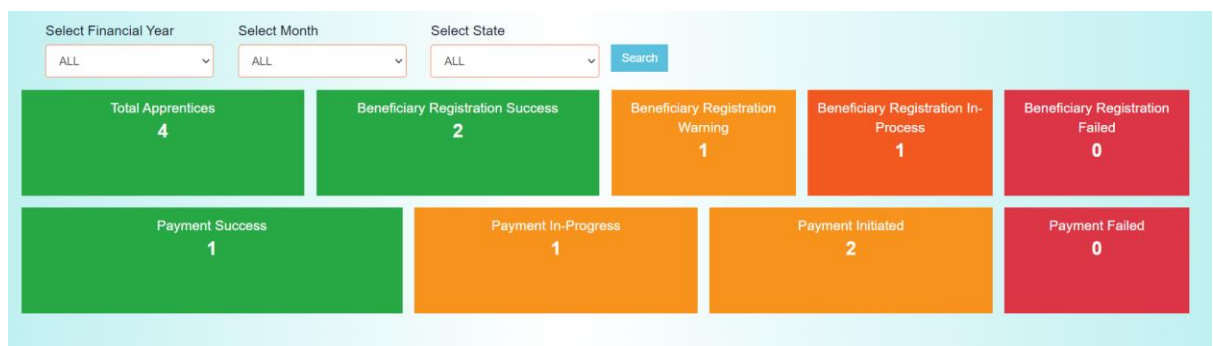 Select Financial Year Select Month Select State
ALL ALL ALL Search
Total Apprentices
4
Beneficiary Registration Success
2
Beneficiary Registration
Warning
1
Beneficiary Registration In-
Process
1
Beneficiary Registration
Failed
0
Payment Success
1
Payment In-Progress
1
Payment Initiated
2
Payment Failed
0